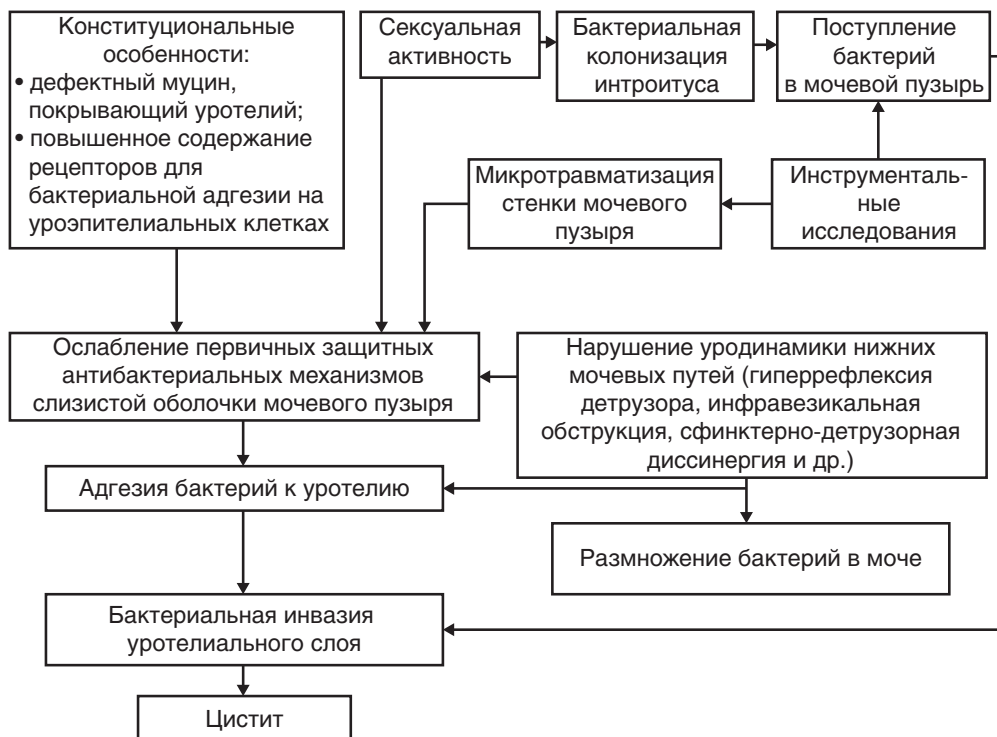 Конституциональные
особенности:
• дефектный муцин,
покрывающий уротелий;
• повышенное содержание
рецепторов для
бактериальной адгезии на
уроэпителиальных клетках
Сексуальная
активность
Бактериальная
колонизация
интроитуса
Поступление
бактерий
в мочевой пузырь
Микротравматизация
стенки мочевого
пузыря
Инструменталь-
ные
исследования
Ослабление первичных защитных
антибактериальных механизмов
слизистой оболочки мочевого пузыря
Нарушение уродинамики нижних
мочевых путей (гиперрефлексия
детрузора, инфравезикальная
обструкция, сфинктерно-детрузорная
диссинергия и др.)
Адгезия бактерий к уротелию
Размножение бактерий в моче
Бактериальная инвазия
уротелиального слоя
Цистит